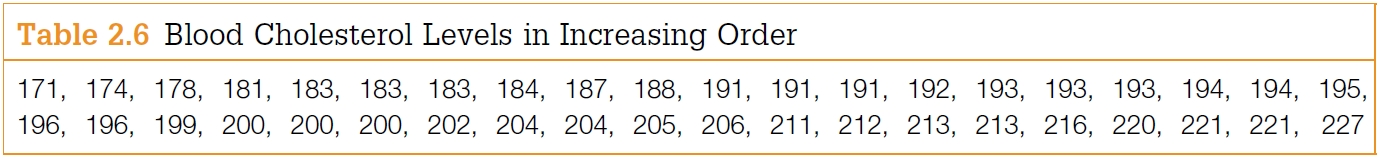 Table 2.6 Blood Cholesterol Levels in Increasing Order
171, 174, 178, 181, 183, 183, 183, 184, 187, 188, 191, 191, 191, 192, 193, 193, 193, 194, 194, 195,
196, 196, 199, 200, 200, 200, 202, 204, 204, 205, 206, 211, 212, 213, 213, 216, 220, 221, 221, 227